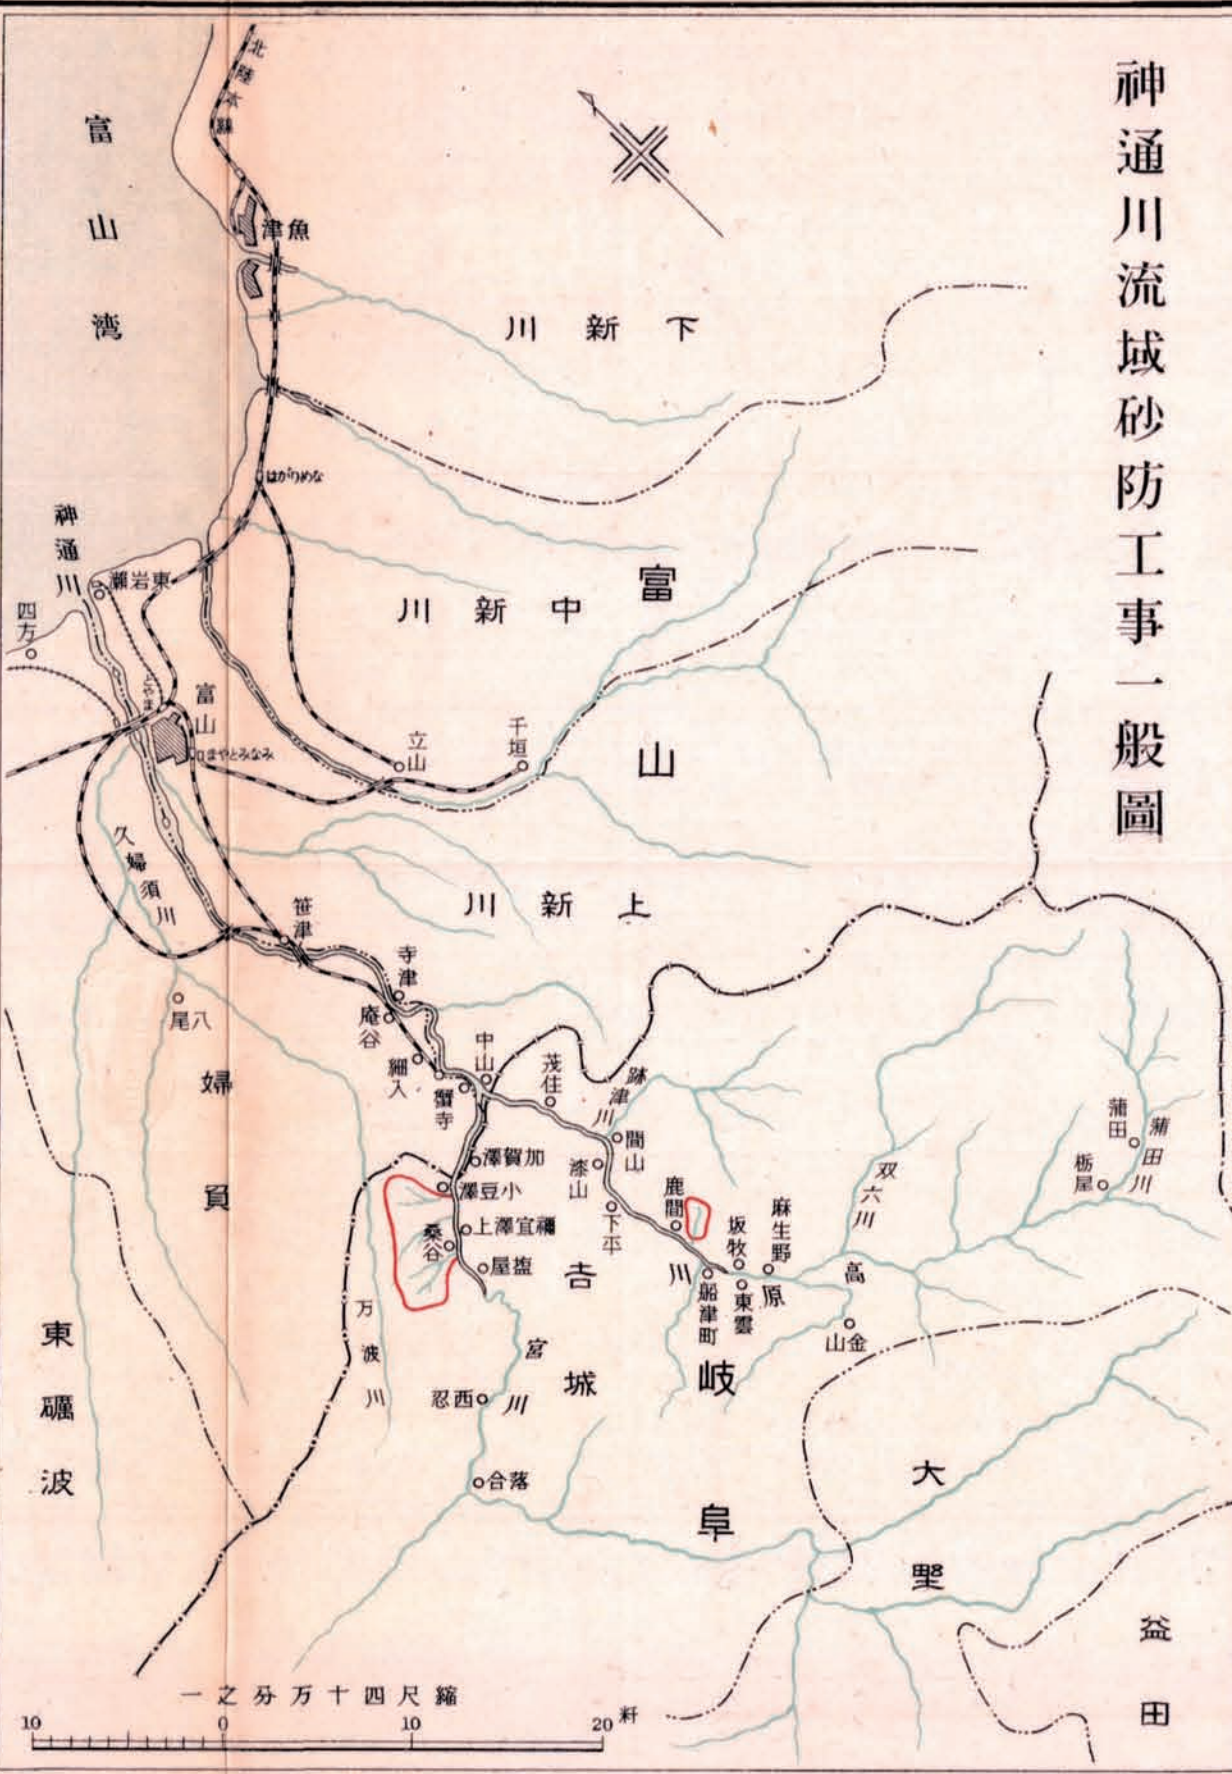 神通川流域砂防工事一般圖
富山湾
北陸本線
魚津
下新川
なめりがは
神通川
東岩瀬
四方
とやま
富山
みなみとやま
中新川
富
山
立山
千垣
久婦須川
上新川
笹津
寺津
庵谷
細入
蟹寺
中山
茂住
跡津川
八尾
婦負
加賀澤
小豆澤
禰宜澤上
桑谷
塩屋
漆山
間山
下平
鹿間
坂牧
麻生野
東雲
船津町
双六川
蒲田
蒲田川
栃尾
高原川
金山
吉城
岐
阜
万波川
宮川
西忍
落合
東礪波
大野
益田
縮尺四十万分之一
10 0 10 20 粁